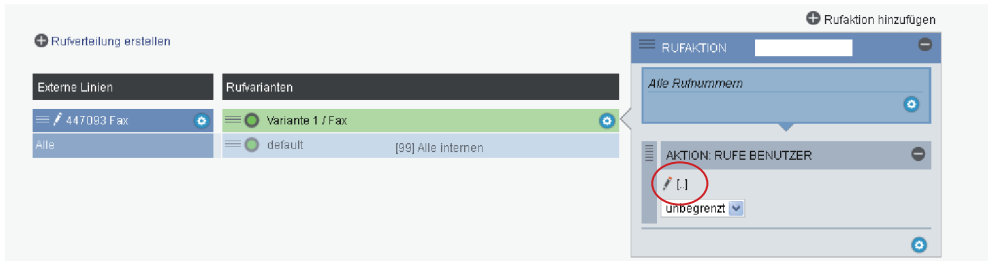 Rufaktion hinzufügen
Rufverteilung erstellen
RUFAKTION
Externe Linien
Rufvarianten
Alle Rufnummern
447093 Fax
Variante 1 / Fax
Alle
default
[99] Alle internen
AKTION: RUFE BENUTZER
[..]
unbegrenzt